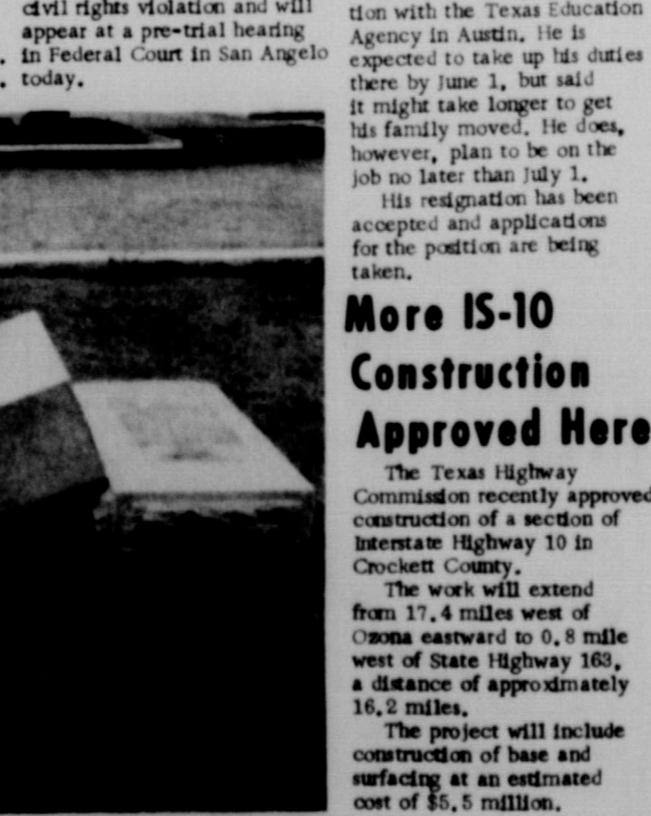 civil rights violation and will
appear at a pre-trial hearing
. in Federal Court in San Angelo
. today.
tion with the Texas Education
Agency in Austin. He is
expected to take up his duties
there by June 1, but said
it might take longer to get
his family moved. He does,
however, plan to be on the
job no later than July 1.
His resignation has been
accepted and applications
for the position are being
taken.
More IS-10
Construction
Approved Here
The Texas Highway
Commission recently approved
construction of a section of
Interstate Highway 10 in
Crockett County.
The work will extend
from 17.4 miles west of
Ozona eastward to 0.8 mile
west of State Highway 163,
a distance of approximately
16.2 miles.
The project will include
construction of base and
surfacing at an estimated
cost of $5.5 million.